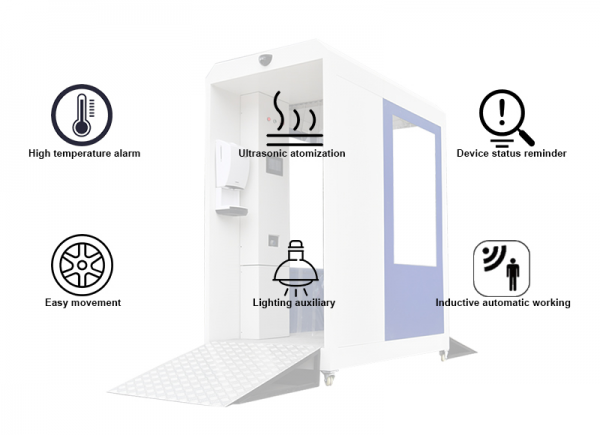 High temperature alarm
Ultrasonic atomization
Device status reminder
Easy movement
Lighting auxiliary
Inductive automatic working